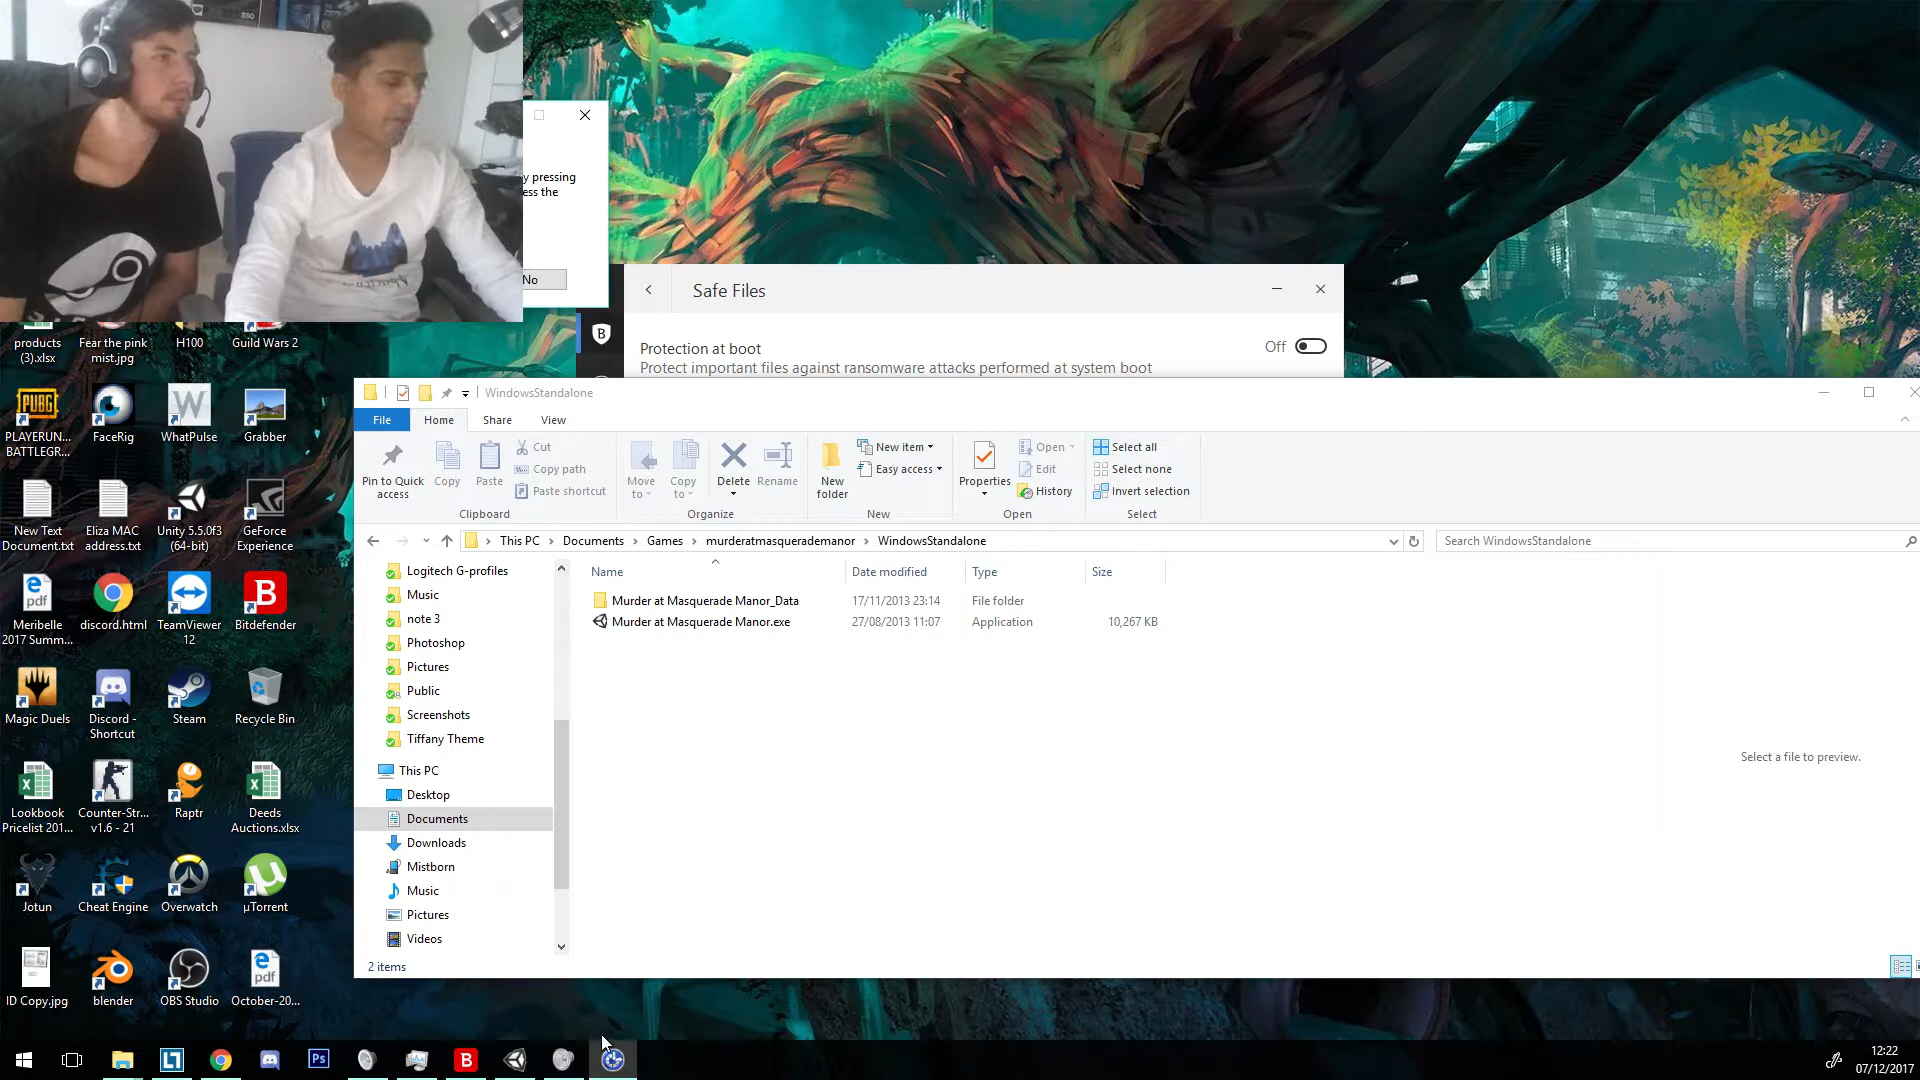 850
y pressing
ess the
No
Safe Files
Protection at boot
Off
Protect important files against ransomware attacks performed at system boot
B
products
(3).xlsx
Fear the pink
mist.jpg
H100
Guild Wars 2
PUBG
PLAYERUN...
BATTLEGR...
FaceRig
W
WhatPulse
Grabber
New Text
Document.txt
Eliza MAC
address.txt
Unity 5.5.0f3
(64-bit)
GeForce
Experience
pdf
Meribelle
2017 Summ...
discord.html
TeamViewer
12
B
Bitdefender
Magic Duels
Discord -
Shortcut
Steam
Recycle Bin
Lookbook
Pricelist 201...
Counter-Str...
v1.6 - 21
Raptr
Deeds
Auctions.xlsx
Jotun
Cheat Engine
Overwatch
µTorrent
ID Copy.jpg
blender
OBS Studio
pdf
October-20...
WindowsStandalone
File
Home
Share
View
Pin to Quick
access
Copy
Paste
Cut
Copy path
Paste shortcut
Clipboard
Move
to
Copy
to
Delete
Rename
Organize
New
folder
New item
Easy access
New
Properties
Open
Edit
History
Open
Select all
Select none
Invert selection
Select
This PC > Documents > Games > murderatmasquerademanor > WindowsStandalone
Search WindowsStandalone
Logitech G-profiles
Music
note 3
Photoshop
Pictures
Public
Screenshots
Tiffany Theme
This PC
Desktop
Documents
Downloads
Mistborn
Music
Pictures
Videos
Name
Date modified
Type
Size
Murder at Masquerade Manor_Data
17/11/2013 23:14
File folder
Murder at Masquerade Manor.exe
27/08/2013 11:07
Application
10,267 KB
Select a file to preview.
2 items
Ps
B
12:22
07/12/2017